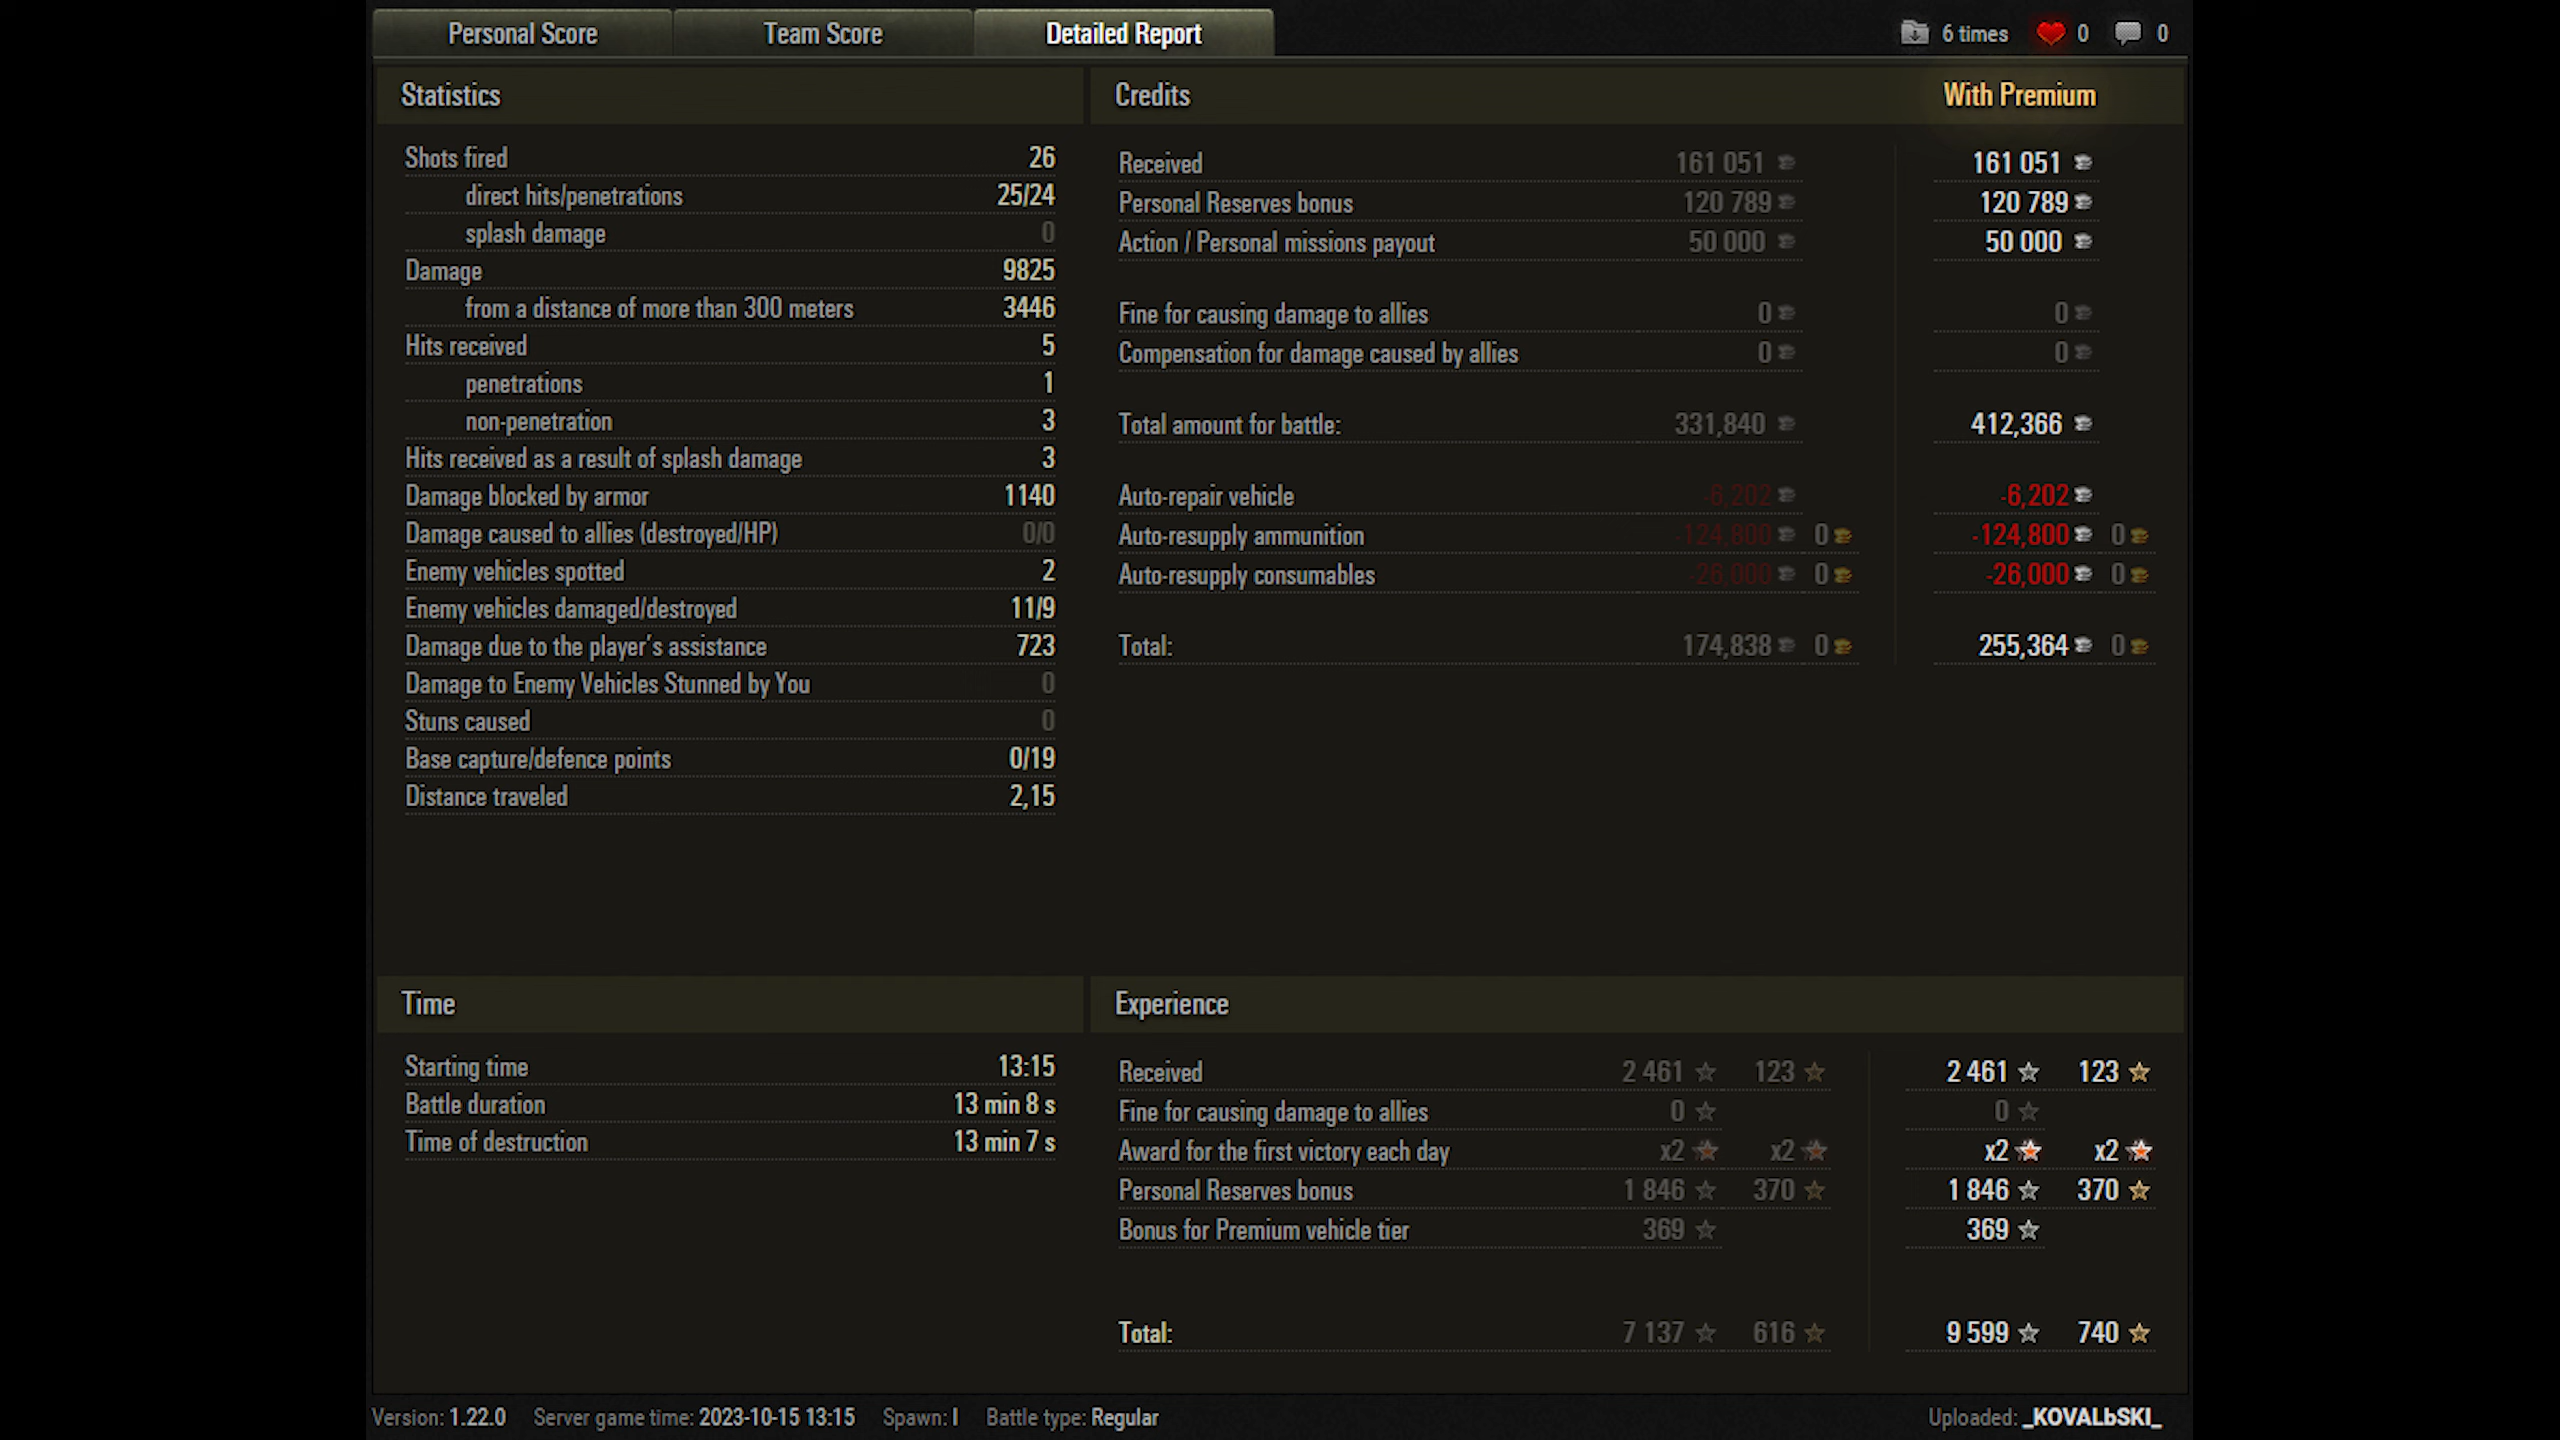 Personal Score Team Score Detailed Report 6 times 0 0
Statistics
Shots fired 26
direct hits/penetrations 25/24
splash damage 0
Damage 9825
from a distance of more than 300 meters 3446
Hits received 5
penetrations 1
non-penetration 3
Hits received as a result of splash damage 3
Damage blocked by armor 1140
Damage caused to allies (destroyed/HP) 0/0
Enemy vehicles spotted 2
Enemy vehicles damaged/destroyed 11/9
Damage due to the player's assistance 723
Damage to Enemy Vehicles Stunned by You 0
Stuns caused 0
Base capture/defence points 0/19
Distance traveled 2,15
Credits With Premium
Received 161 051 161 051
Personal Reserves bonus 120 789 120 789
Action / Personal missions payout 50 000 50 000
Fine for causing damage to allies 0 0
Compensation for damage caused by allies 0 0
Total amount for battle: 331,840 412,366
Auto-repair vehicle -6,202 -6,202
Auto-resupply ammunition -124,800 0 -124,800 0
Auto-resupply consumables -26,000 0 -26,000 0
Total: 174,838 0 255,364 0
Time
Starting time 13:15
Battle duration 13 min 8 s
Time of destruction 13 min 7 s
Experience
Received 2 461 123 2 461 123
Fine for causing damage to allies 0 0
Award for the first victory each day x2 x2 x2 x2
Personal Reserves bonus 1 846 370 1 846 370
Bonus for Premium vehicle tier 369 369
Total: 7 137 616 9 599 740
Version: 1.22.0 Server game time: 2023-10-15 13:15 Spawn: I Battle type: Regular Uploaded: _KOVALbSKI_